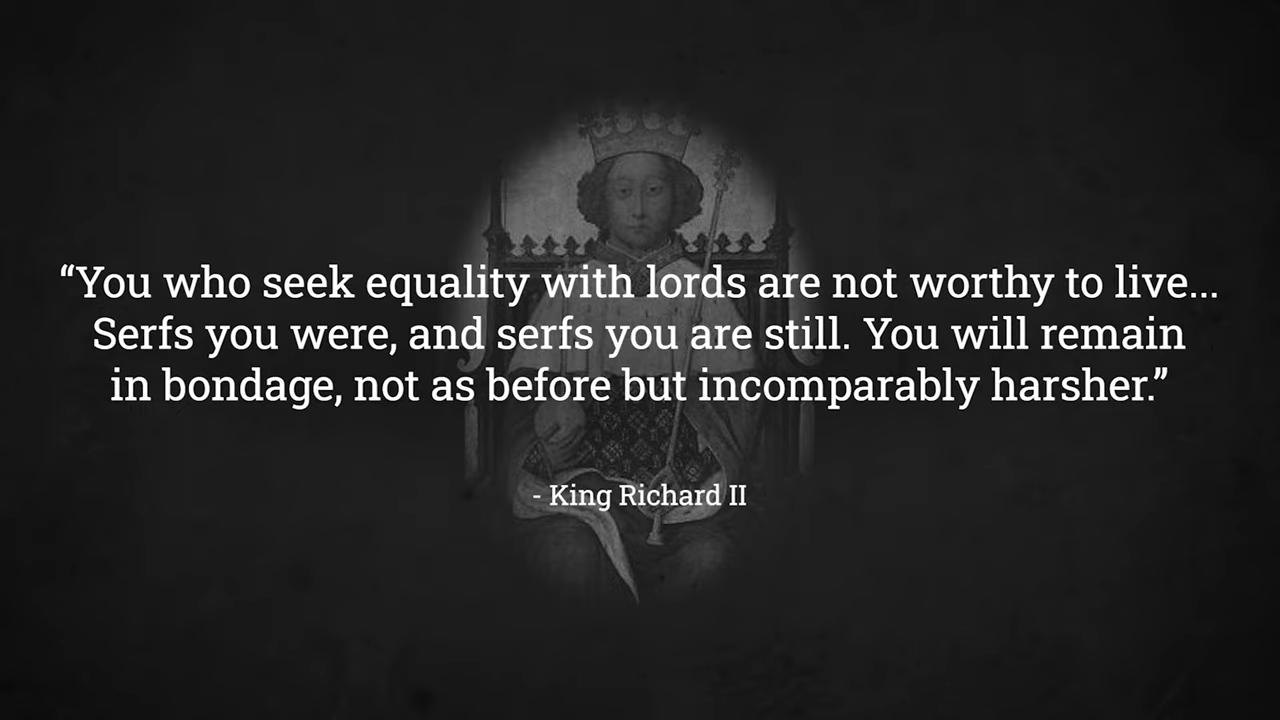 “You who seek equality with lords are not worthy to live...
Serfs you were, and serfs you are still. You will remain
in bondage, not as before but incomparably harsher.”
- King Richard II